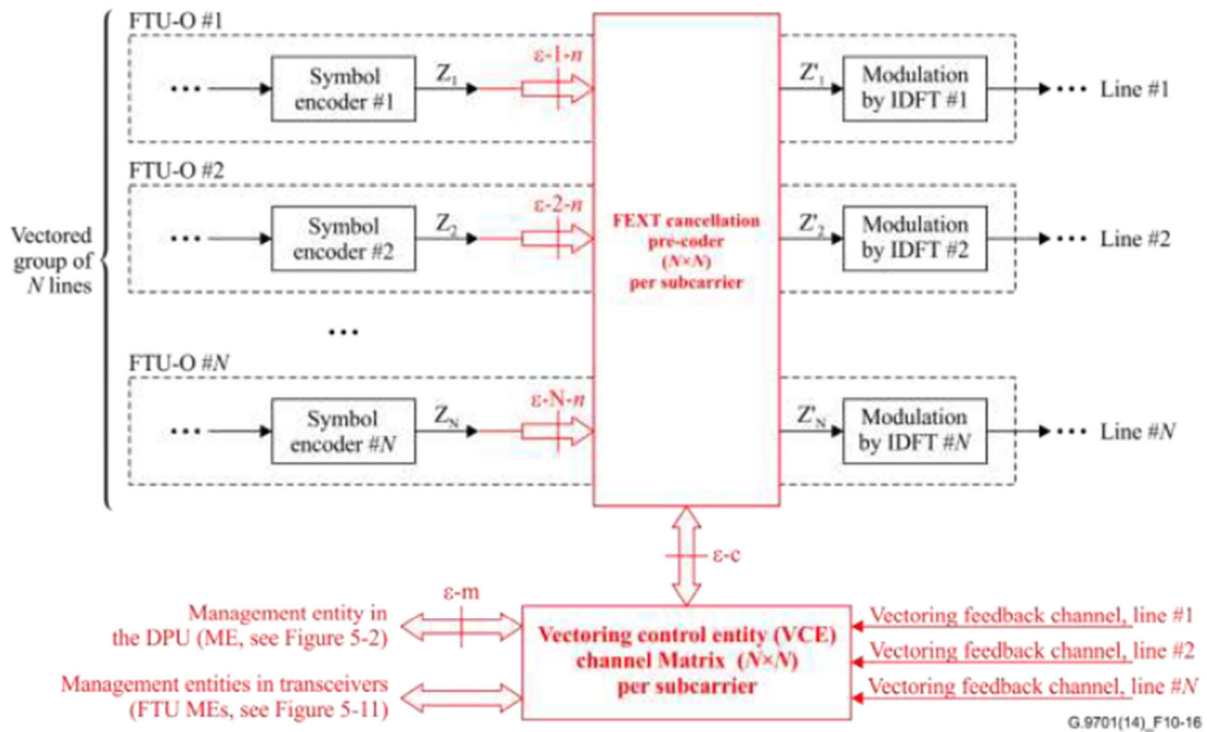 FTU-O #1
Symbol
encoder #1
Z1
ε-1-n
Z'1
Modulation
by IDFT #1
Line #1
FTU-O #2
Symbol
encoder #2
Z2
ε-2-n
FEXT cancellation
pre-coder
(N×N)
per subcarrier
Z'2
Modulation
by IDFT #2
Line #2
Vectored
group of
N lines
FTU-O #N
Symbol
encoder #N
ZN
ε-N-n
Z'N
Modulation
by IDFT #N
Line #N
ε-c
ε-m
Management entity in
the DPU (ME, see Figure 5-2)
Management entities in transceivers
(FTU MEs, see Figure 5-11)
Vectoring control entity (VCE)
channel Matrix (N×N)
per subcarrier
Vectoring feedback channel, line #1
Vectoring feedback channel, line #2
Vectoring feedback channel, line #N
G.9701(14)_F10-16